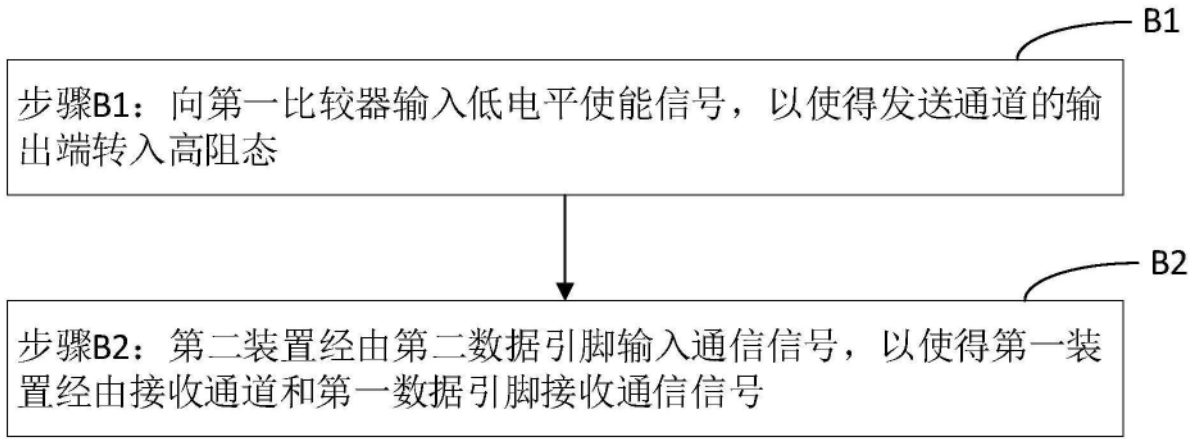 B1
步骤B1：向第一比较器输入低电平使能信号，以使得发送通道的输
出端转入高阻态
B2
步骤B2：第二装置经由第二数据引脚输入通信信号，以使得第一装
置经由接收通道和第一数据引脚接收通信信号